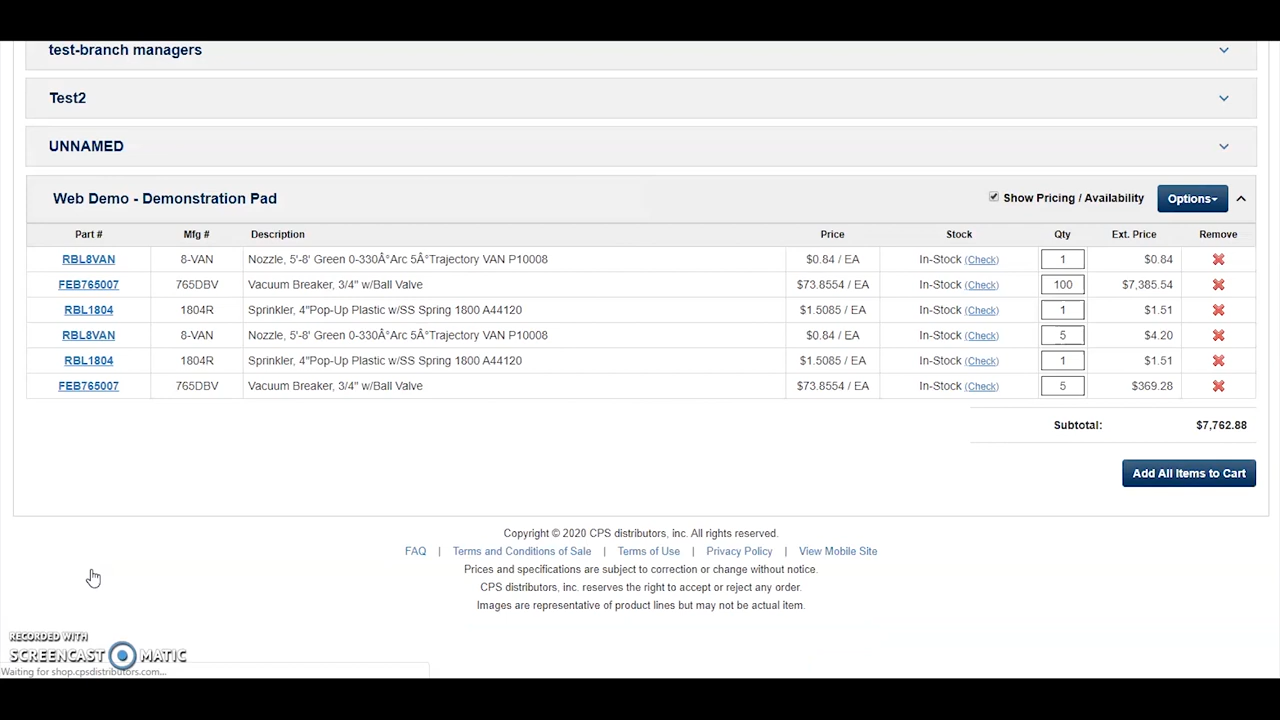 test-branch managers
Test2
UNNAMED
Web Demo - Demonstration Pad Show Pricing / Availability Options
Part # Mfg # Description Price Stock Qty Ext. Price Remove
RBL8VAN 8-VAN Nozzle, 5'-8' Green 0-330Â°Arc 5Â°Trajectory VAN P10008 $0.84 / EA In-Stock (Check) 1 $0.84
FEB765007 765DBV Vacuum Breaker, 3/4" w/Ball Valve $73.8554 / EA In-Stock (Check) 100 $7,385.54
RBL1804 1804R Sprinkler, 4"Pop-Up Plastic w/SS Spring 1800 A44120 $1.5085 / EA In-Stock (Check) 1 $1.51
RBL8VAN 8-VAN Nozzle, 5'-8' Green 0-330Â°Arc 5Â°Trajectory VAN P10008 $0.84 / EA In-Stock (Check) 5 $4.20
RBL1804 1804R Sprinkler, 4"Pop-Up Plastic w/SS Spring 1800 A44120 $1.5085 / EA In-Stock (Check) 1 $1.51
FEB765007 765DBV Vacuum Breaker, 3/4" w/Ball Valve $73.8554 / EA In-Stock (Check) 5 $369.28
Subtotal: $7,762.88
Add All Items to Cart
Copyright © 2020 CPS distributors, inc. All rights reserved.
FAQ | Terms and Conditions of Sale | Terms of Use | Privacy Policy | View Mobile Site
Prices and specifications are subject to correction or change without notice.
CPS distributors, inc. reserves the right to accept or reject any order.
Images are representative of product lines but may not be actual item.
RECORDED WITH
SCREENCAST MATIC
Waiting for shop.cpsdistributors.com...